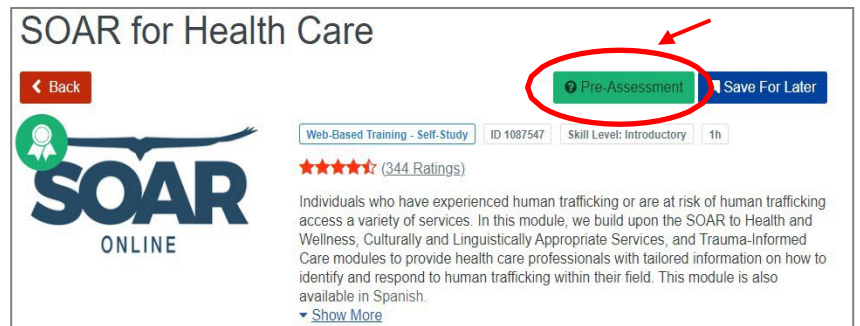 SOAR for Health Care
Back
Pre-Assessment
Save For Later
Web-Based Training - Self-Study
ID 1087547
Skill Level: Introductory
1h
(344 Ratings)
SOAR
ONLINE
Individuals who have experienced human trafficking or are at risk of human trafficking
access a variety of services. In this module, we build upon the SOAR to Health and
Wellness, Culturally and Linguistically Appropriate Services, and Trauma-Informed
Care modules to provide health care professionals with tailored information on how to
identify and respond to human trafficking within their field. This module is also
available in Spanish.
Show More